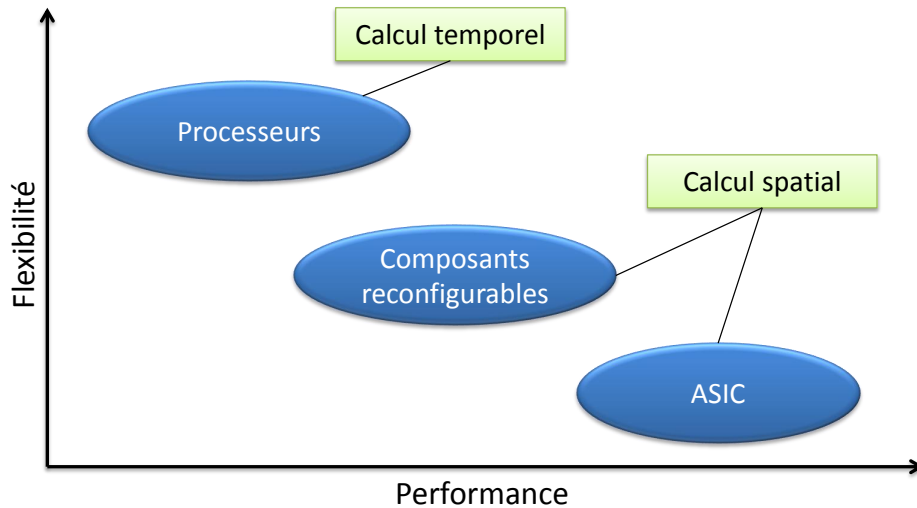 Calcul temporel
Processeurs
Calcul spatial
Flexibilité
Composants
reconfigurables
ASIC
Performance